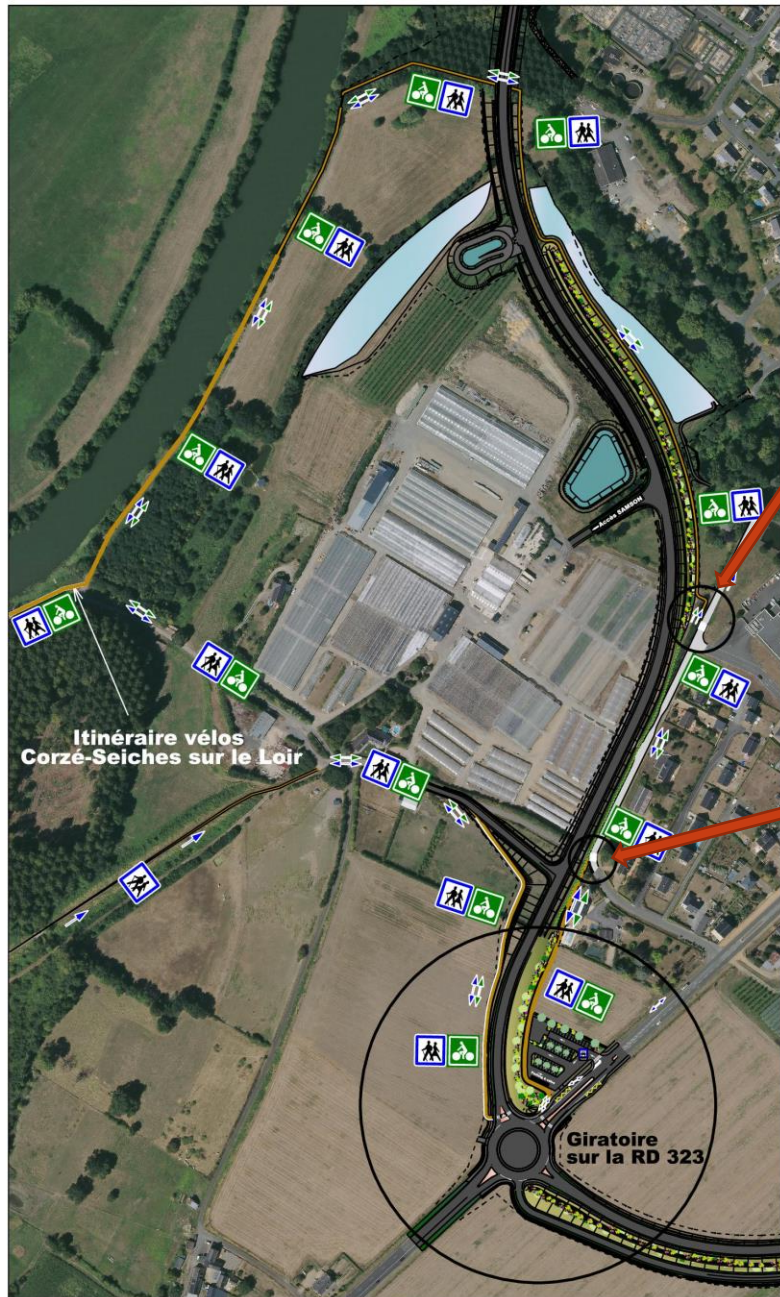 Accès SAMSON
Itinéraire vélos
Corzé-Seiches sur le Loir
Giratoire
sur la RD 323